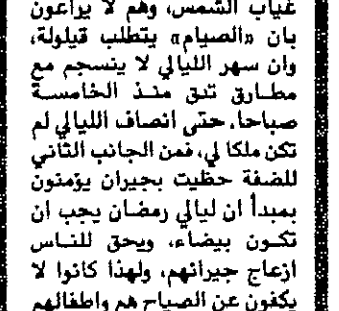 غياب الشمس، وهم لا يراعون
بان «الصيام» يتطلب قيلولة،
وان سهر الليالي لا ينسجم مع
مطارق تدق منذ الخامسة
صباحا. حتى انصاف الليالي لم
تكن ملكا لي، فمن الجانب الثاني
للضفة حظيت بجيران يؤمنون
بمبدأ ان ليالي رمضان يجب ان
تكون بيضاء، ويحق للناس
ازعاج جيرانهم، ولهذا كانوا لا
يكفون عن الصياح هم واطفالهم